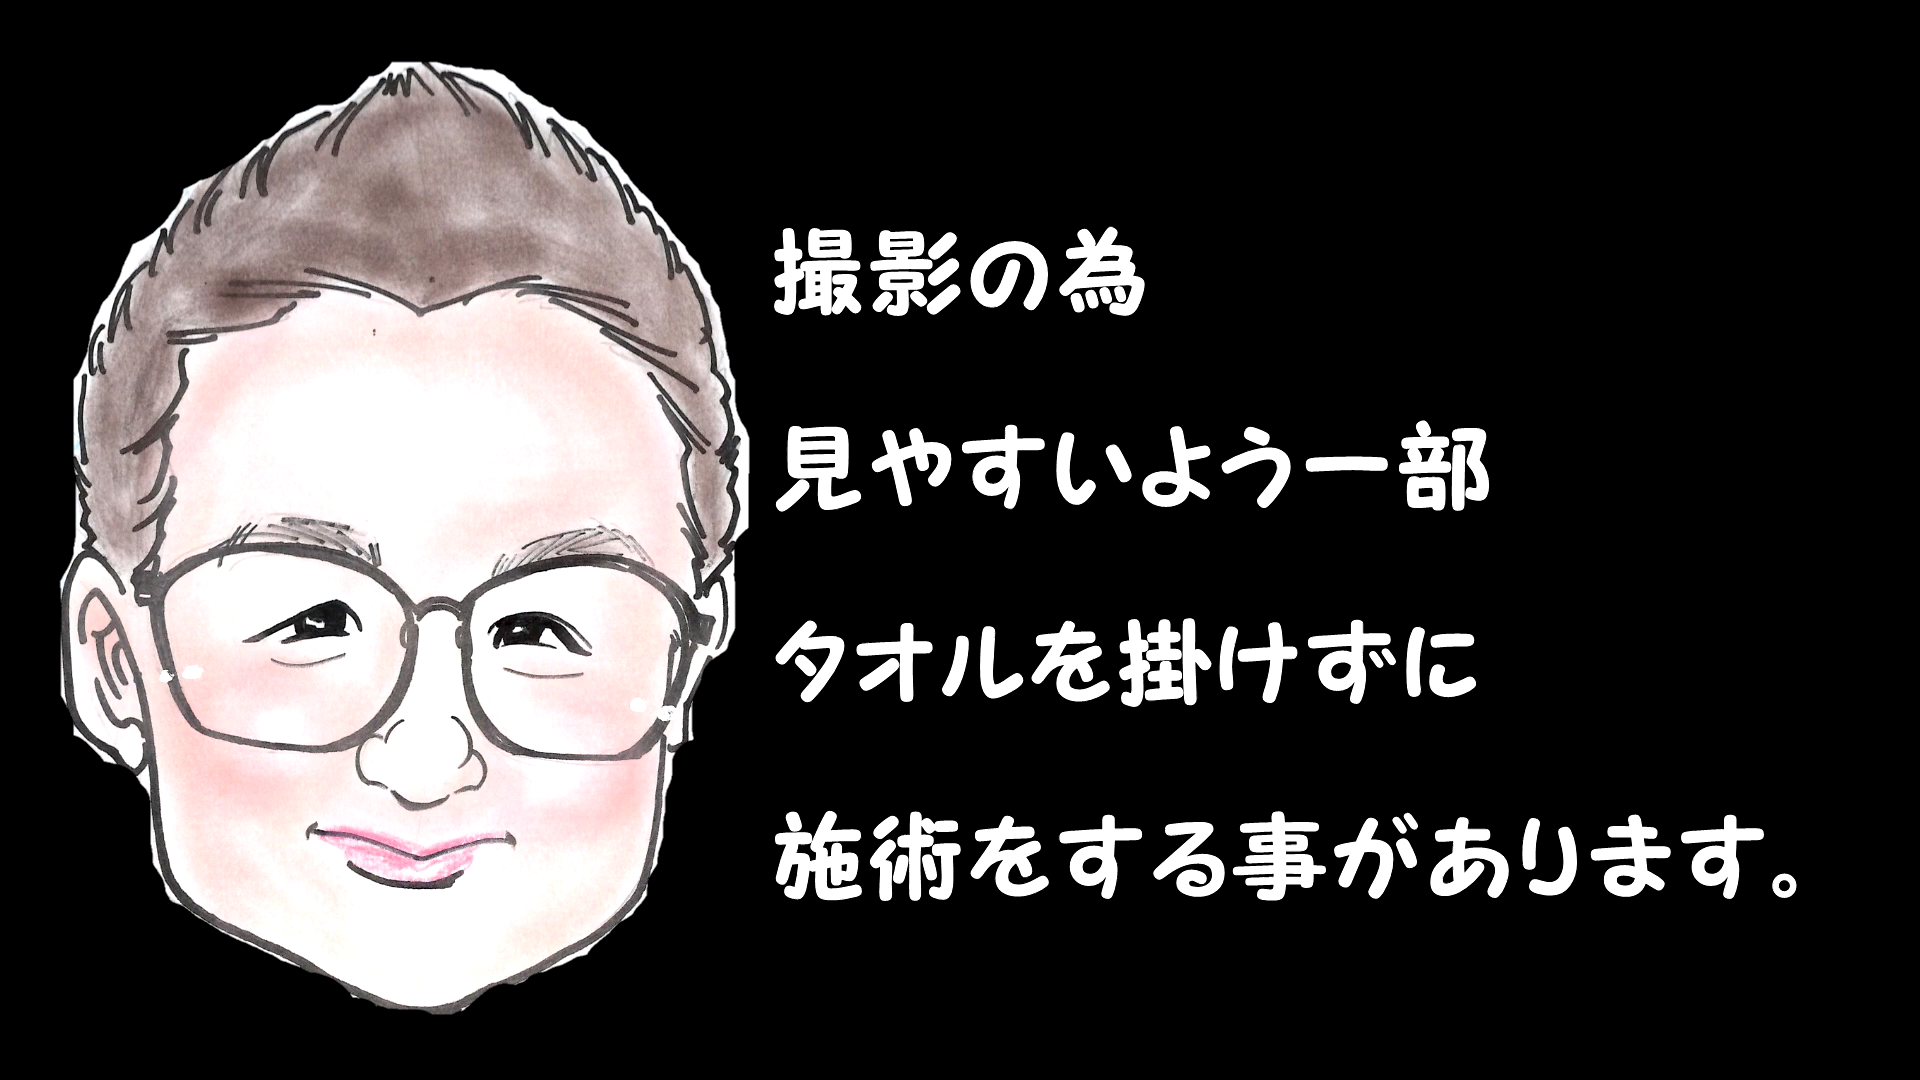 撮影の為
見やすいよう一部
タオルを掛けずに
施術をする事があります。